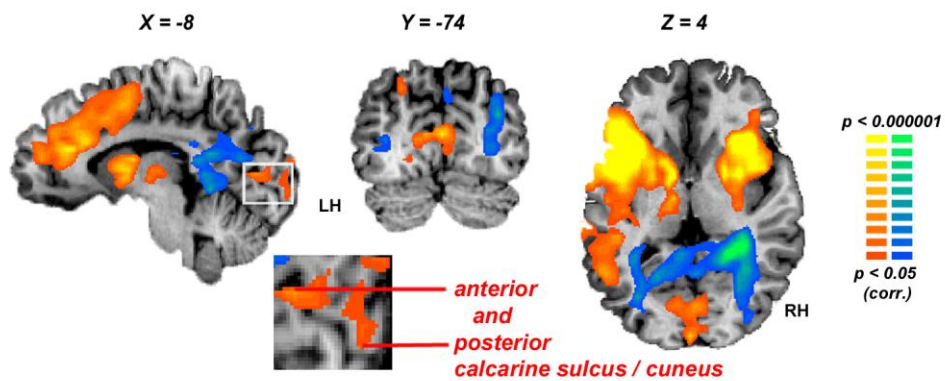 X = -8
Y = -74
Z = 4
p < 0.000001
p < 0.05
(corr.)
LH
RH
anterior
and
posterior
calcarine sulcus / cuneus